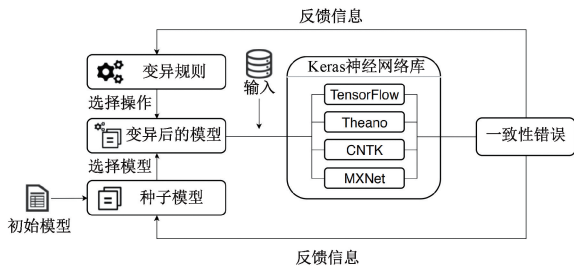 反馈信息
变异规则
选择操作
输入
Keras神经网络库
TensorFlow
Theano
CNTK
MXNet
变异后的模型
一致性错误
选择模型
种子模型
初始模型
反馈信息